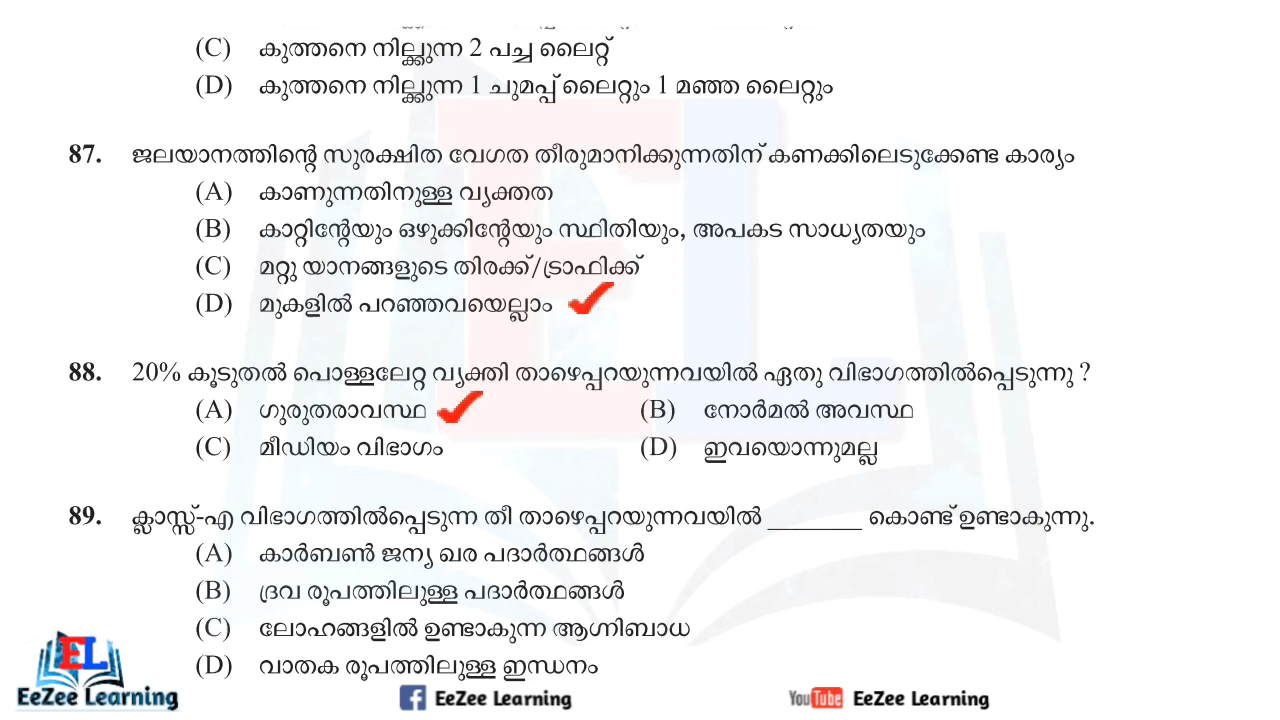 (C) കുത്തനെ നില്ക്കുന്ന 2 പച്ച ലൈറ്റ്
(D) കുത്തനെ നില്ക്കുന്ന 1 ചുമപ്പ് ലൈറ്റും 1 മഞ്ഞ ലൈറ്റും
87. ജലയാനത്തിന്റെ സുരക്ഷിത വേഗത തീരുമാനിക്കുന്നതിന് കണക്കിലെടുക്കേണ്ട കാര്യം
(A) കാണുന്നതിനുള്ള വ്യക്തത
(B) കാറ്റിന്റേയും ഒഴുക്കിന്റേയും സ്ഥിതിയും, അപകട സാധ്യതയും
(C) മറ്റു യാനങ്ങളുടെ തിരക്ക്/ട്രാഫിക്ക്
(D) മുകളിൽ പറഞ്ഞവയെല്ലാം
88. 20% കൂടുതൽ പൊള്ളലേറ്റ വ്യക്തി താഴെപ്പറയുന്നവയിൽ ഏതു വിഭാഗത്തിൽപ്പെടുന്നു ?
(A) ഗുരുതരാവസ്ഥ (B) നോർമൽ അവസ്ഥ
(C) മീഡിയം വിഭാഗം (D) ഇവയൊന്നുമല്ല
89. ക്ലാസ്സ്-എ വിഭാഗത്തിൽപ്പെടുന്ന തീ താഴെപ്പറയുന്നവയിൽ _______ കൊണ്ട് ഉണ്ടാകുന്നു.
(A) കാർബൺ ജന്യ ഖര പദാർത്ഥങ്ങൾ
(B) ദ്രവ രൂപത്തിലുള്ള പദാർത്ഥങ്ങൾ
(C) ലോഹങ്ങളിൽ ഉണ്ടാകുന്ന ആഗ്നിബാധ
(D) വാതക രൂപത്തിലുള്ള ഇന്ധനം
EL
EeZee Learning
f EeZee Learning
YouTube EeZee Learning